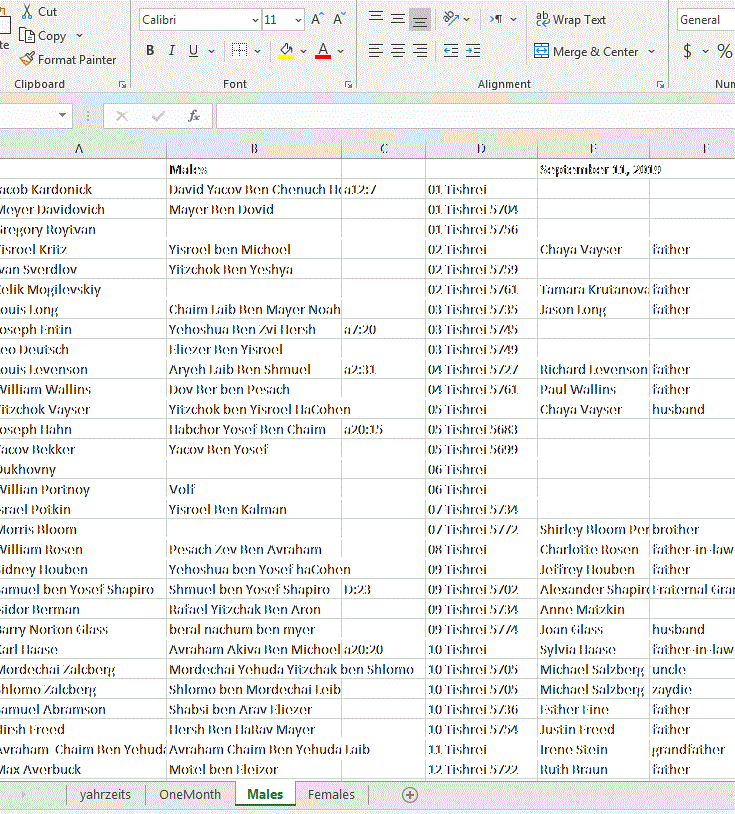 Cut
Calibri 11 A A ab Wrap Text General
Copy
B I U A Merge & Center $ %
Format Painter
Clipboard Font Alignment
fx
A B C D E F
Males September 11, 2019
acob Kardonick David Yacov Ben Chenuch a12:7 01 Tishrei
Meyer Davidovich Mayer Ben Dovid 01 Tishrei 5704
Gregory Roytvan 01 Tishrei 5756
Yisroel Kritz Yisroel ben Michoel 02 Tishrei Chaya Vayser father
van Sverdlov Yitzchok Ben Yeshya 02 Tishrei 5759
Zelik Mogilevskiy 02 Tishrei 5761 Tamara Krutanova father
ouis Long Chaim Laib Ben Mayer Noah 03 Tishrei 5735 Jason Long father
oseph Entin Yehoshua Ben Zvi Hersh a7:20 03 Tishrei 5745
eo Deutsch Eliezer Ben Yisroel 03 Tishrei 5749
ouis Levenson Aryeh Laib Ben Shmuel a2:31 04 Tishrei 5727 Richard Levenson father
William Wallins Dov Ber ben Pesach 04 Tishrei 5761 Paul Wallins father
Yitzchok Vayser Yitzchok ben Yisroel HaCohen 05 Tishrei Chaya Vayser husband
oseph Hahn Habchor Yosef Ben Chaim a20:15 05 Tishrei 5683
Yacov Bekker Yacov Ben Yosef 05 Tishrei 5699
Dukhovny 06 Tishrei
Willian Portnoy Volf 06 Tishrei
srael Potkin Yisroel Ben Kalman 07 Tishrei 5734
Morris Bloom 07 Tishrei 5772 Shirley Bloom Per brother
William Rosen Pesach Zev Ben Avraham 08 Tishrei Charlotte Rosen father-in-law
Sidney Houben Yehoshua ben Yosef haCohen 09 Tishrei Jeffrey Houben father
Samuel ben Yosef Shapiro Shmuel ben Yosef Shapiro D:23 09 Tishrei 5702 Alexander Shapir Fraternal Gran
sidor Berman Rafael Yitzchak Ben Aron 09 Tishrei 5734 Anne Matzkin
Barry Norton Glass beral nachum ben myer 09 Tishrei 5774 Joan Glass husband
Karl Haase Avraham Akiva Ben Michoel a20:20 10 Tishrei Sylvia Haase father-in-law
Mordechai Zalcberg Mordechai Yehuda Yitzchak ben Shlomo 10 Tishrei 5705 Michael Salzberg uncle
Shlomo Zalcberg Shlomo ben Mordechai Leib 10 Tishrei 5705 Michael Salzberg zaydie
Samuel Abramson Shabsi ben Arav Eliezer 10 Tishrei 5736 Esther Fine father
Hirsh Freed Hersh Ben HaRav Mayer 10 Tishrei 5754 Justin Freed father
Avraham Chaim Ben Yehuda Avraham Chaim Ben Yehuda Laib 11 Tishrei Irene Stein grandfather
Max Averbuck Motel ben Eleizor 12 Tishrei 5722 Ruth Braun father
yahrzeits OneMonth Males Females